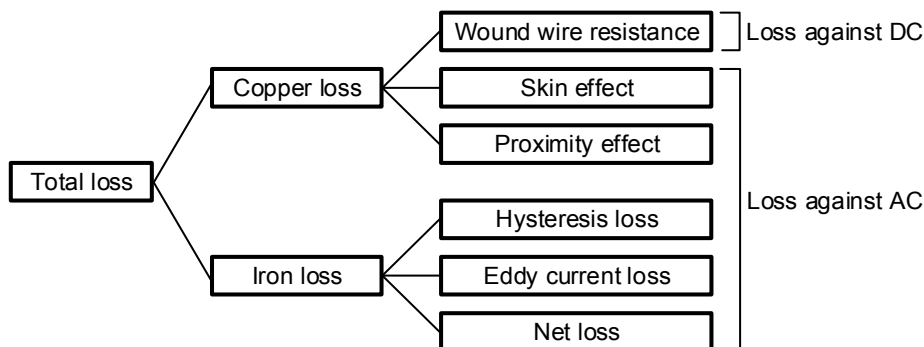 Wound wire resistance
Loss against DC
Copper loss
Skin effect
Proximity effect
Total loss
Loss against AC
Hysteresis loss
Iron loss
Eddy current loss
Net loss